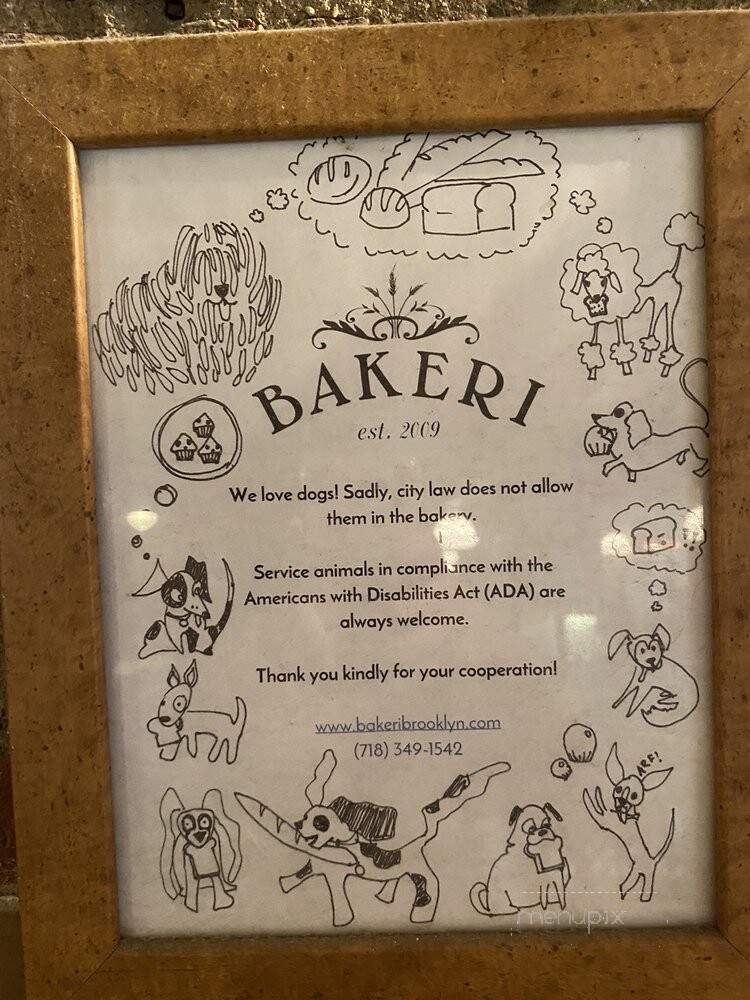 BAKERI
est. 2009
We love dogs! Sadly, city law does not allow
them in the bakery.
Service animals in compliance with the
Americans with Disabilities Act (ADA) are
always welcome.
Thank you kindly for your cooperation!
www.bakeribrooklyn.com
(718) 349-1542
!!
ARF!
menupix